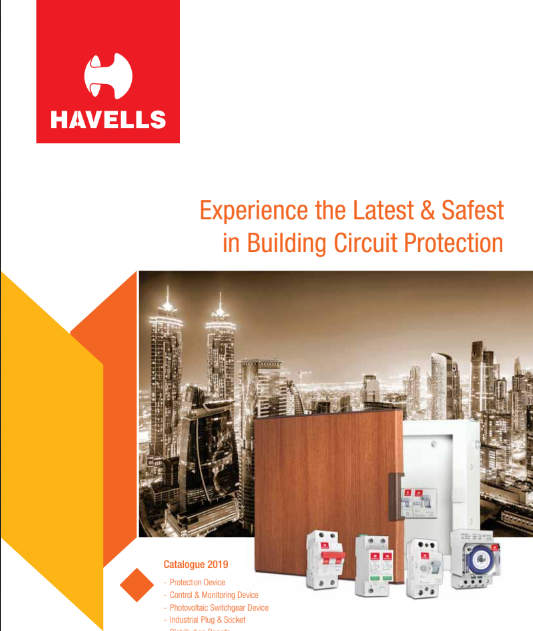 HAVELLS
Experience the Latest & Safest
in Building Circuit Protection
Catalogue 2019
- Protection Device
- Control & Monitoring Device
- Photovoltaic Switchgear Device
- Industrial Plug & Socket